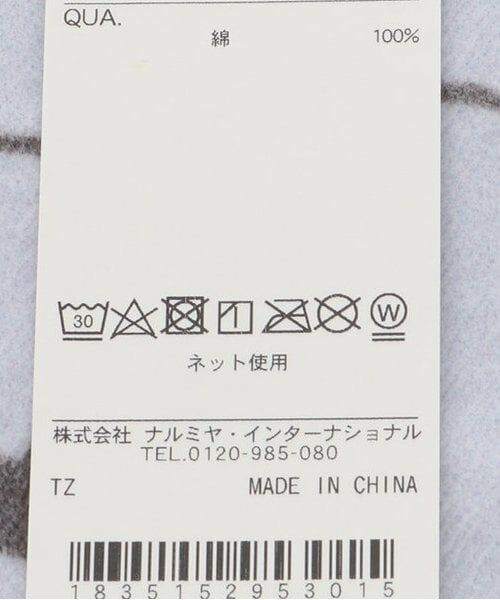 QUA.
綿 100%
30 W
ネット使用
株式会社 ナルミヤ・インターナショナル
TEL.0120-985-080
TZ MADE IN CHINA
1835152953015